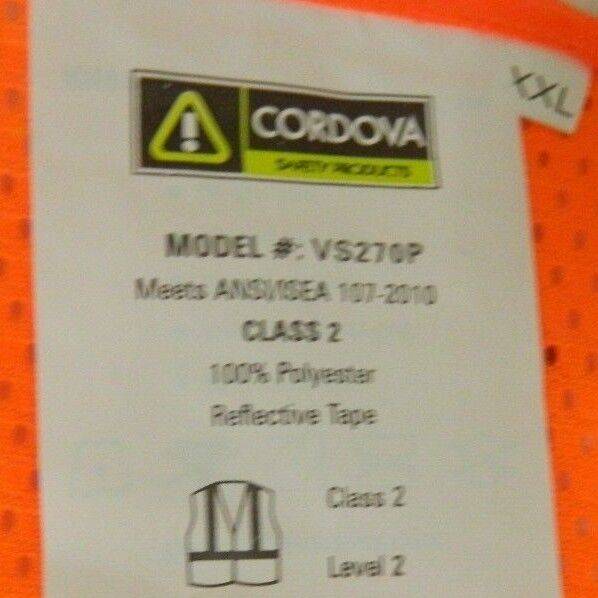 XXL
CORDOVA
SAFETY PRODUCTS
MODEL #: VS270P
Meets ANSI/ISEA 107-2010
CLASS 2
100% Polyester
Reflective Tape
Class 2
Level 2